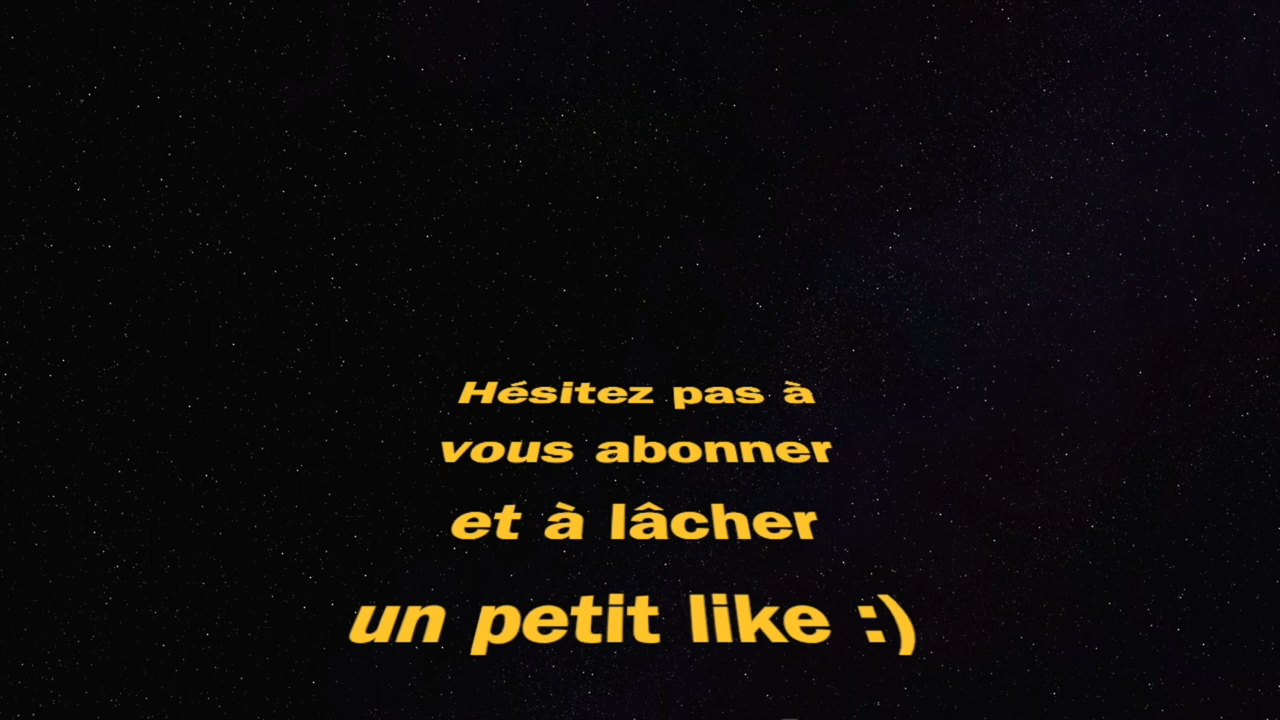 Hésitez pas à
vous abonner
et à lâcher
un petit like :)